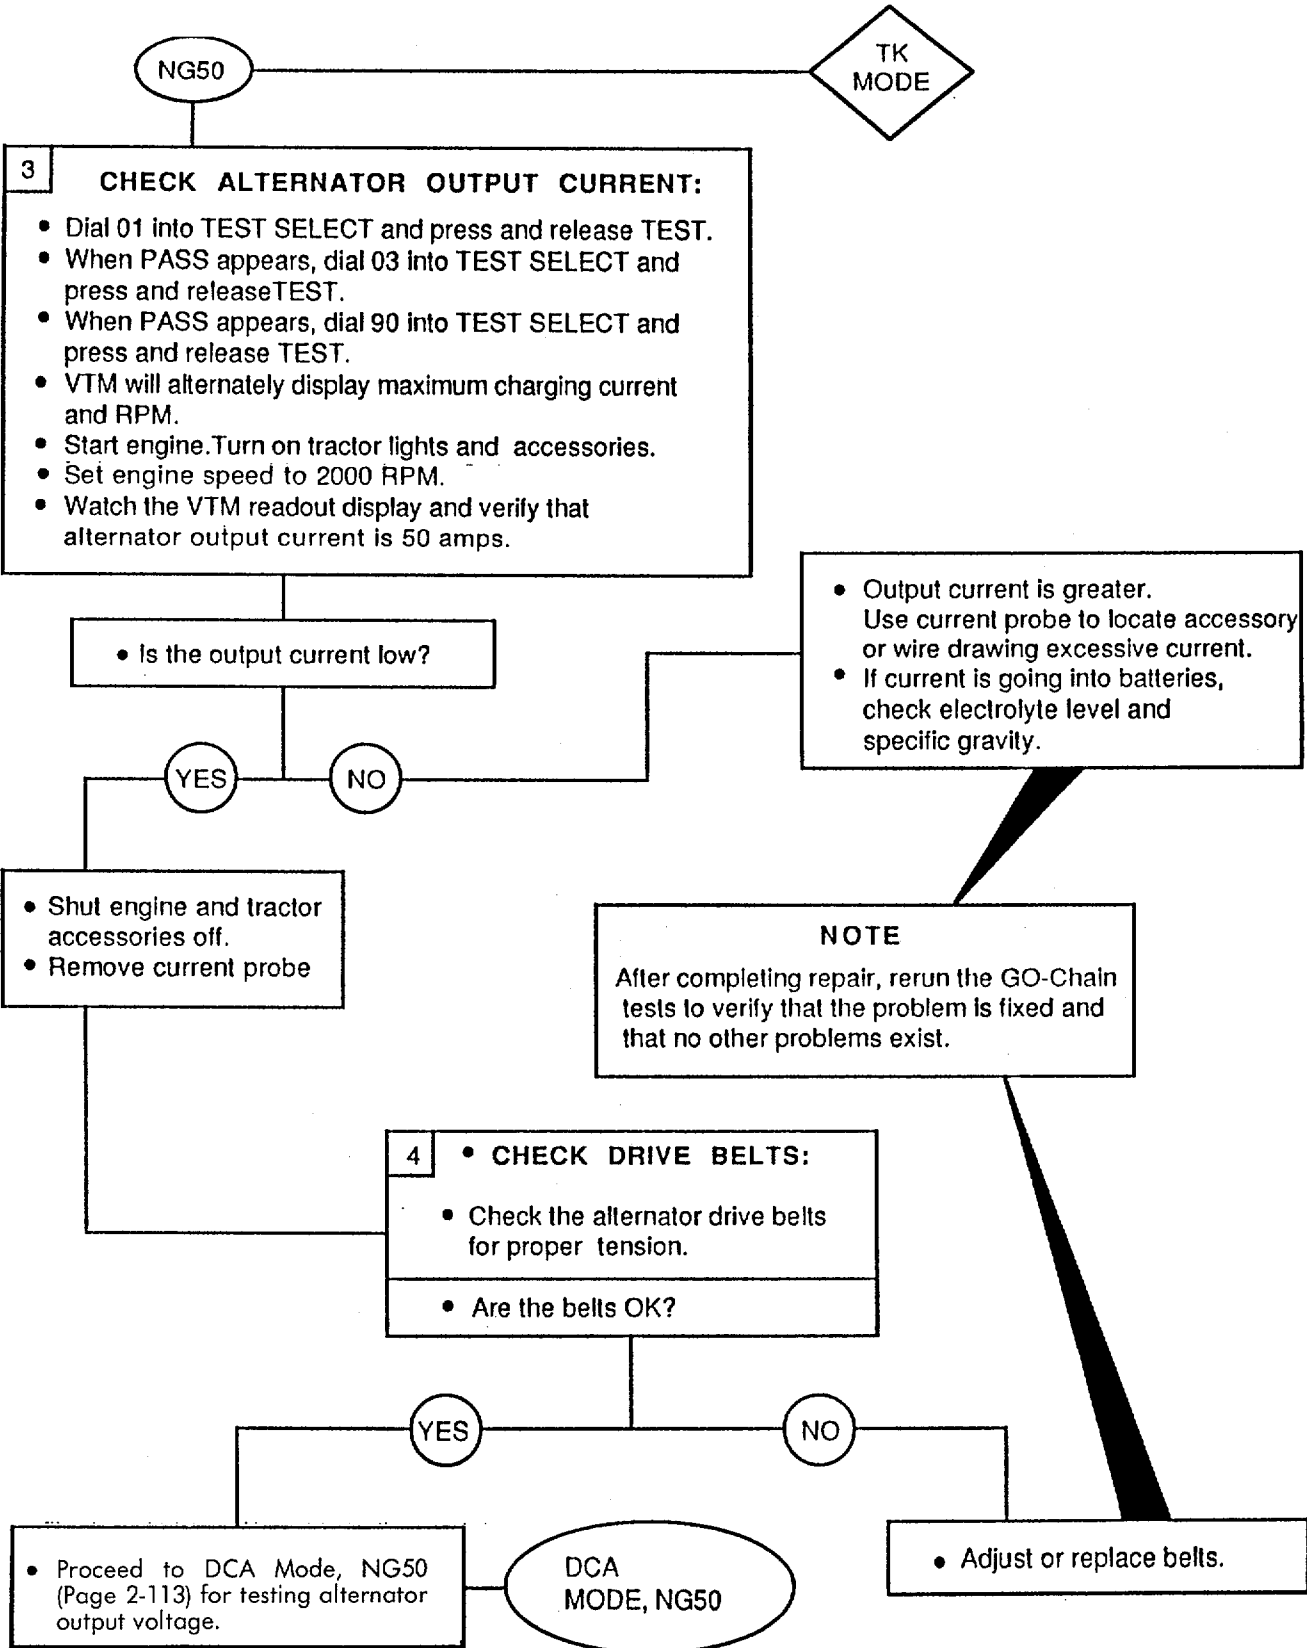 NG50
TK
MODE
3
CHECK ALTERNATOR OUTPUT CURRENT:
• Dial 01 into TEST SELECT and press and release TEST.
• When PASS appears, dial 03 into TEST SELECT and
press and releaseTEST.
• When PASS appears, dial 90 into TEST SELECT and
press and release TEST.
• VTM will alternately display maximum charging current
and RPM.
• Start engine.Turn on tractor lights and accessories.
• Set engine speed to 2000 RPM.
• Watch the VTM readout display and verify that
alternator output current is 50 amps.
• Is the output current low?
• Output current is greater.
Use current probe to locate accessory
or wire drawing excessive current.
• If current is going into batteries,
check electrolyte level and
specific gravity.
YES
NO
• Shut engine and tractor
accessories off.
• Remove current probe
NOTE
After completing repair, rerun the GO-Chain
tests to verify that the problem is fixed and
that no other problems exist.
4
• CHECK DRIVE BELTS:
• Check the alternator drive belts
for proper tension.
• Are the belts OK?
YES
NO
• Proceed to DCA Mode, NG50
(Page 2-113) for testing alternator
output voltage.
DCA
MODE, NG50
• Adjust or replace belts.